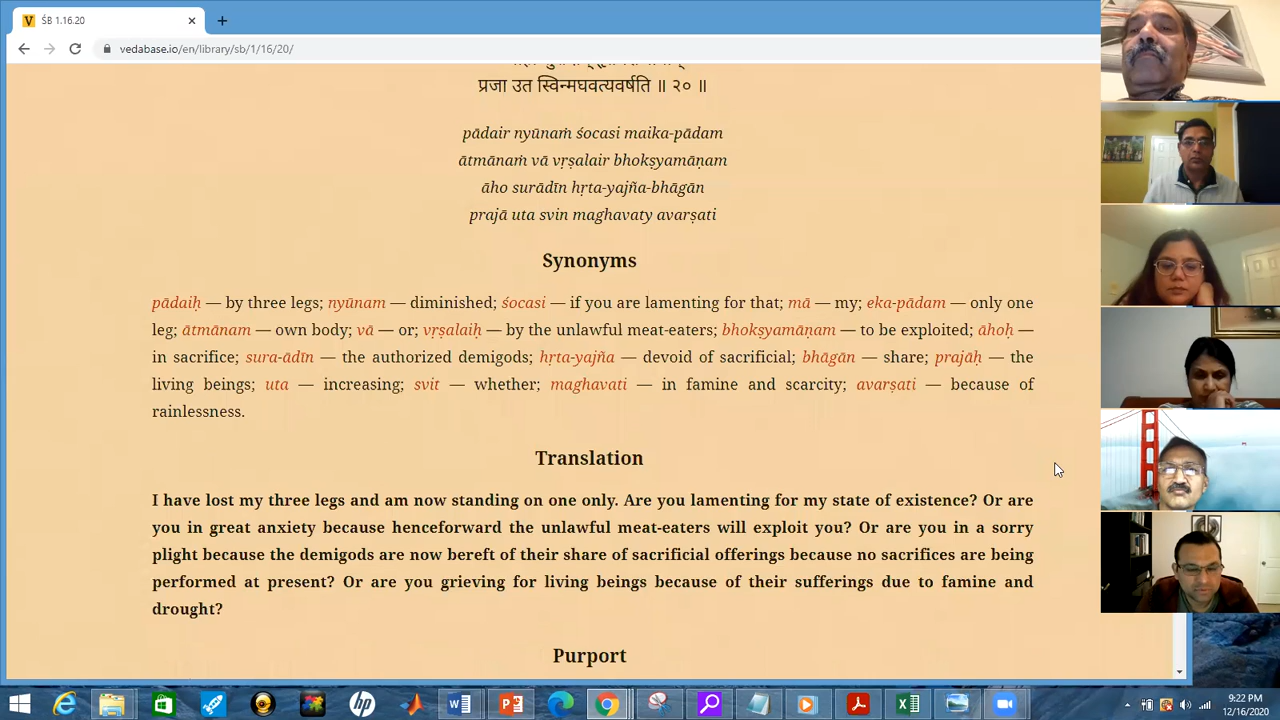 ŚB 1.16.20
vedabase.io/en/library/sb/1/16/20/
प्रजा उत स्विन्मघवत्यवर्षति ॥ २० ॥
pādair nyūnaṁ śocasi maika-pādam
ātmānaṁ vā vṛṣalair bhokṣyamāṇam
āho surādīn hṛta-yajña-bhāgān
prajā uta svin maghavaty avarṣati
Synonyms
pādaiḥ — by three legs; nyūnam — diminished; śocasi — if you are lamenting for that; mā — my; eka-pādam — only one
leg; ātmānam — own body; vā — or; vṛṣalaiḥ — by the unlawful meat-eaters; bhokṣyamāṇam — to be exploited; āhoḥ —
in sacrifice; sura-ādīn — the authorized demigods; hṛta-yajña — devoid of sacrificial; bhāgān — share; prajāḥ — the
living beings; uta — increasing; svit — whether; maghavati — in famine and scarcity; avarṣati — because of
rainlessness.
Translation
I have lost my three legs and am now standing on one only. Are you lamenting for my state of existence? Or are
you in great anxiety because henceforward the unlawful meat-eaters will exploit you? Or are you in a sorry
plight because the demigods are now bereft of their share of sacrificial offerings because no sacrifices are being
performed at present? Or are you grieving for living beings because of their sufferings due to famine and
drought?
Purport
9:22 PM
12/16/2020